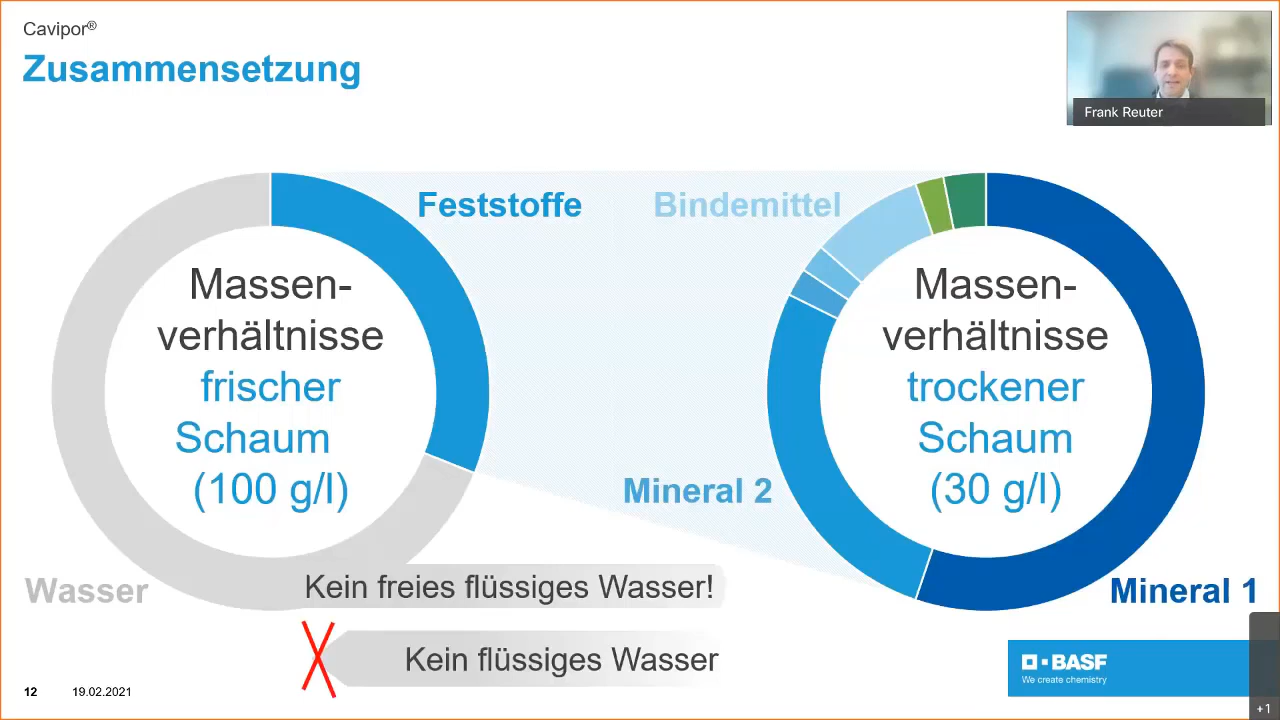 Cavipor®
Zusammensetzung
Frank Reuter
Feststoffe
Bindemittel
Massen-
verhältnisse
frischer
Schaum
(100 g/l)
Massen-
verhältnisse
trockener
Schaum
(30 g/l)
Mineral 2
Wasser
Kein freies flüssiges Wasser!
Mineral 1
Kein flüssiges Wasser
BASF
We create chemistry
12
19.02.2021
+1